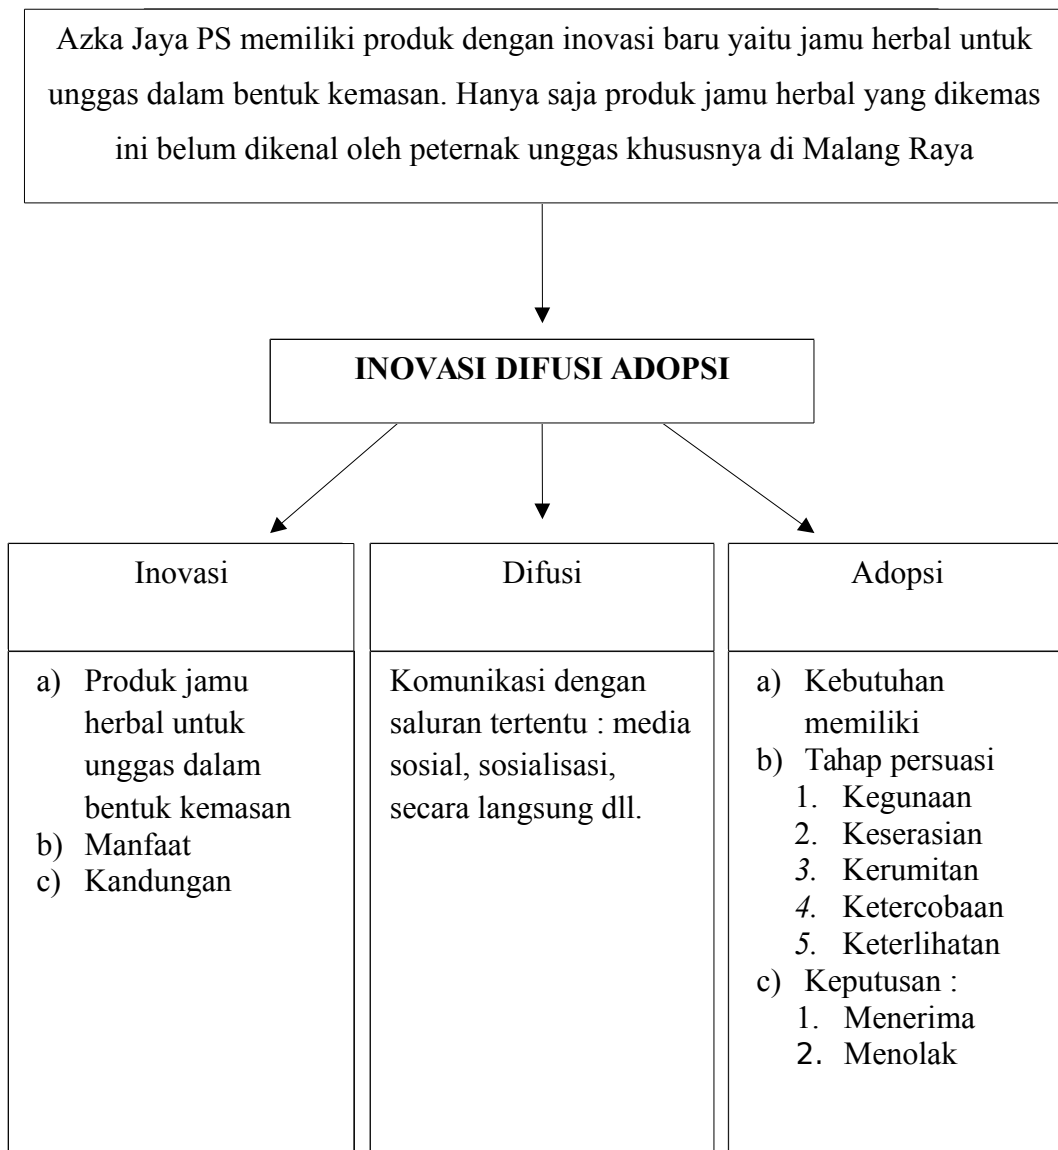 Azka Jaya PS memiliki produk dengan inovasi baru yaitu jamu herbal untuk
unggas dalam bentuk kemasan. Hanya saja produk jamu herbal yang dikemas
ini belum dikenal oleh peternak unggas khususnya di Malang Raya
INOVASI DIFUSI ADOPSI
Inovasi
a) Produk jamu
herbal untuk
unggas dalam
bentuk kemasan
b) Manfaat
c) Kandungan
Difusi
Komunikasi dengan
saluran tertentu : media
sosial, sosialisasi,
secara langsung dll.
Adopsi
a) Kebutuhan
memiliki
b) Tahap persuasi
1. Kegunaan
2. Keserasian
3. Kerumitan
4. Ketercobaan
5. Keterlihatan
c) Keputusan :
1. Menerima
2. Menolak